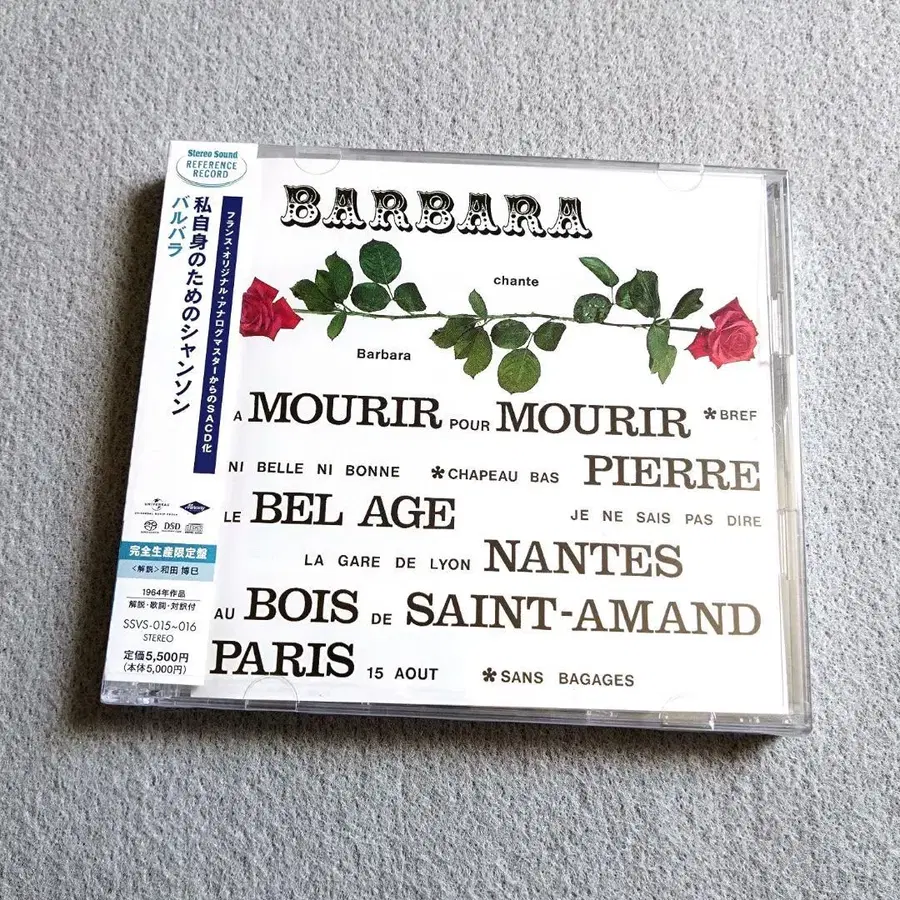 Stereo Sound
REFERENCE
RECORD
私自身のためのシャンソン
バルバラ
フランス・オリジナル・アナログマスターからのSACD化
UNIVERSAL
DSD
完全生産限定盤
〈解説〉和田 博巳
1964年作品
解説・歌詞・対訳付
SSVS-015~016
STEREO
定価5,500円
(本体5,000円)
BARBARA
chante
Barbara
A MOURIR POUR MOURIR *BREF
NI BELLE NI BONNE *CHAPEAU BAS PIERRE
LE BEL AGE JE NE SAIS PAS DIRE
LA GARE DE LYON NANTES
AU BOIS DE SAINT-AMAND
PARIS 15 AOUT *SANS BAGAGES